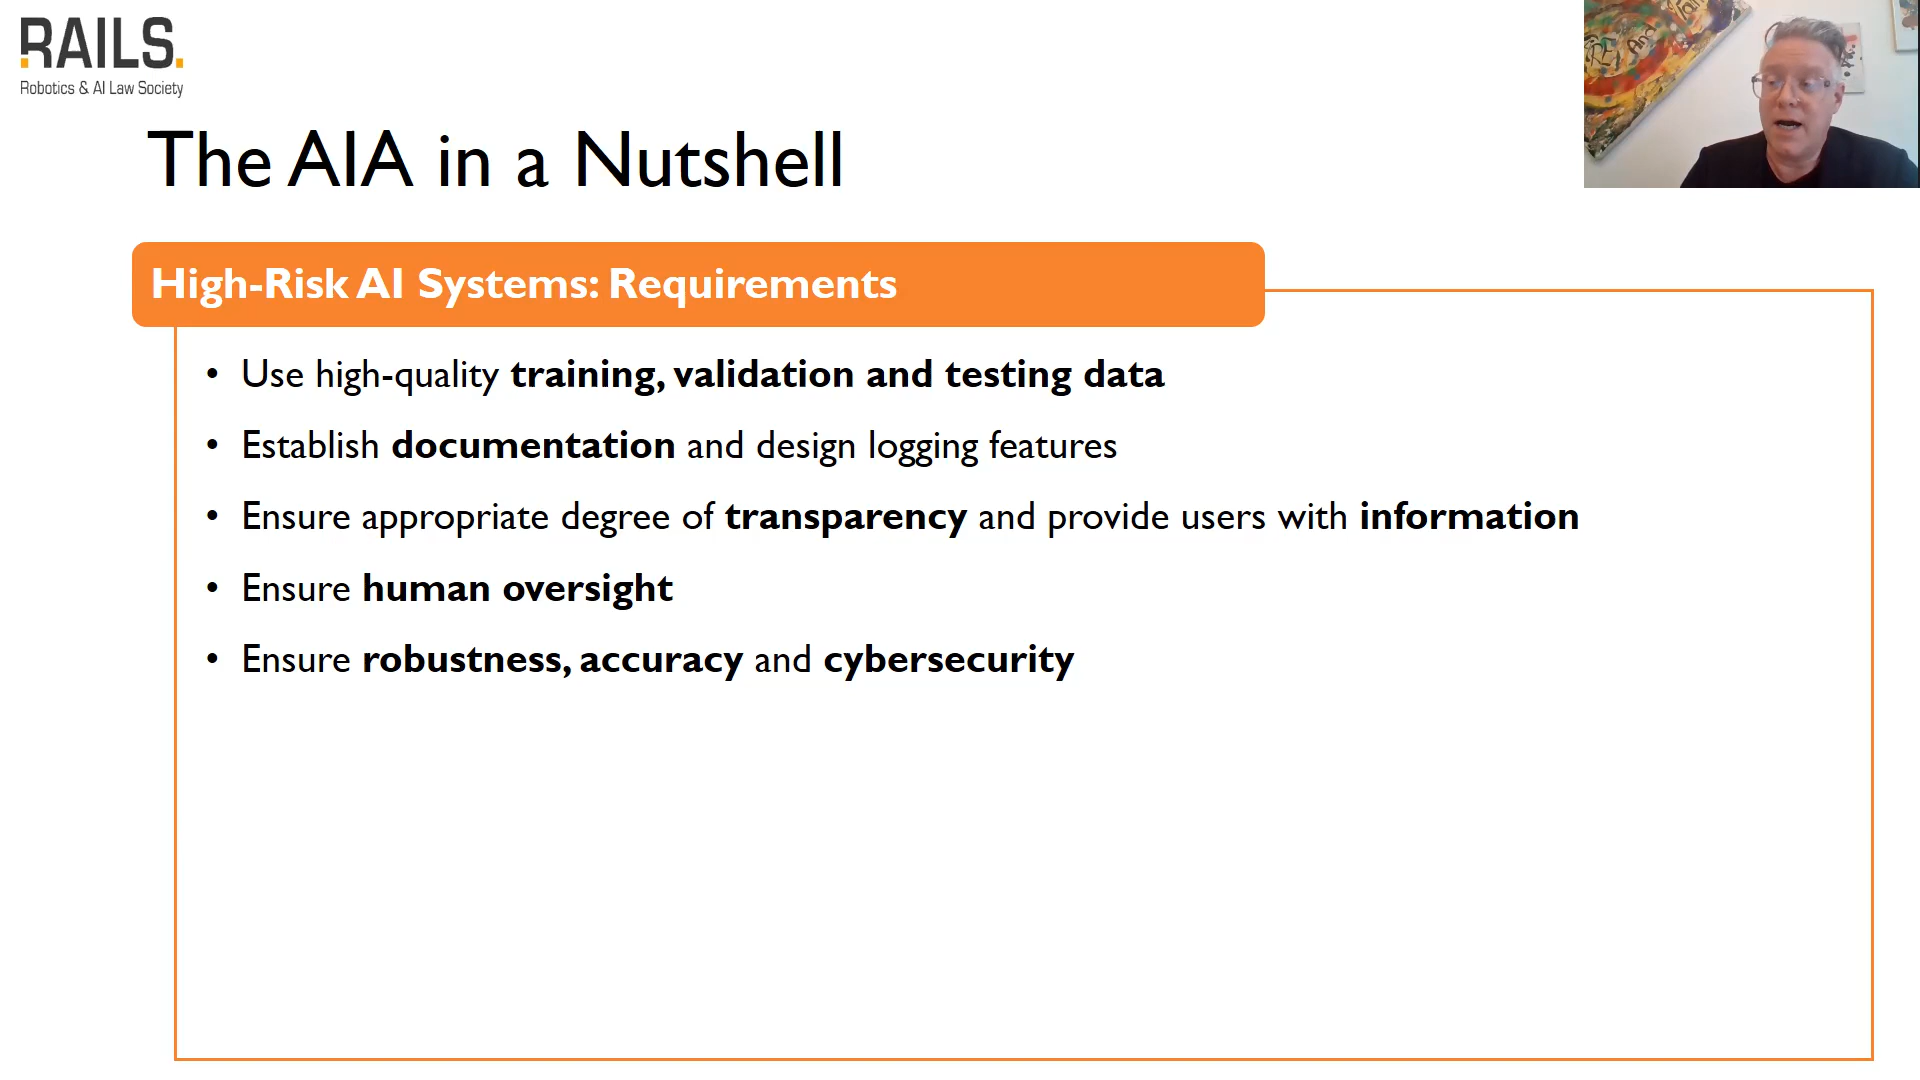 RAILS.
Robotics & AI Law Society
The AIA in a Nutshell
High-Risk AI Systems: Requirements
• Use high-quality training, validation and testing data
• Establish documentation and design logging features
• Ensure appropriate degree of transparency and provide users with information
• Ensure human oversight
• Ensure robustness, accuracy and cybersecurity
And